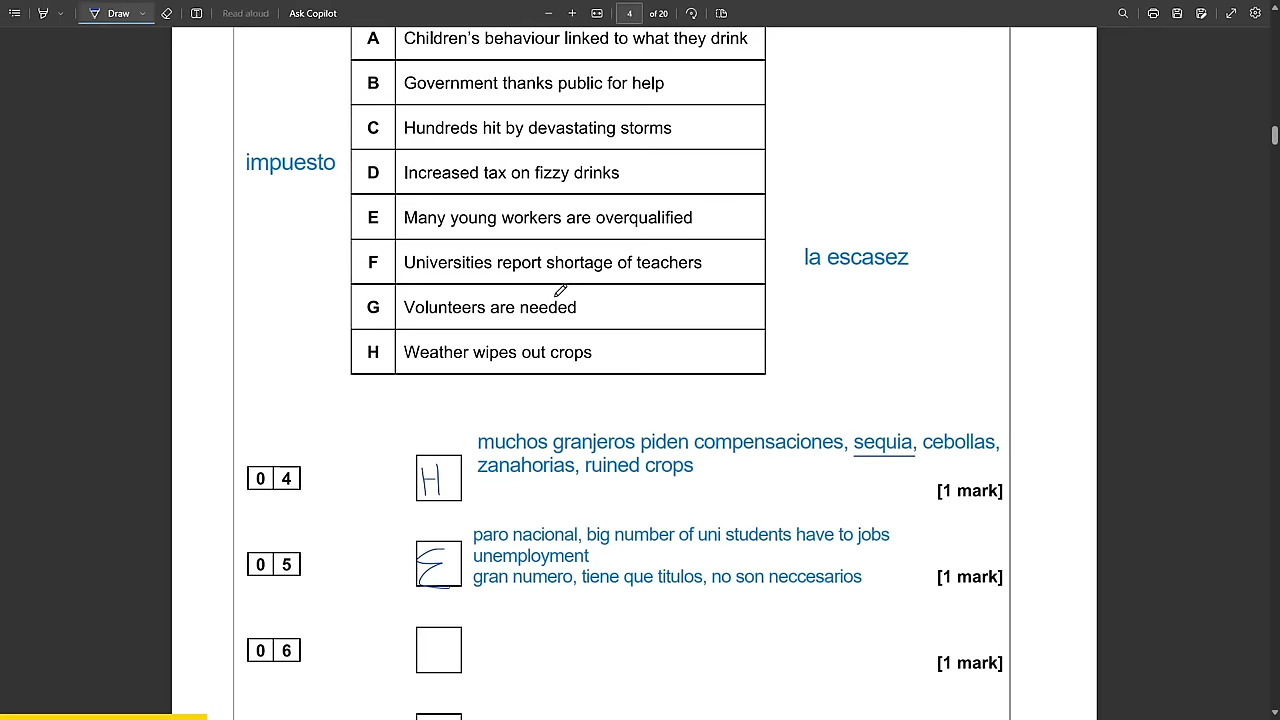 Draw
Read aloud
Ask Copilot
4
of 20
A Children's behaviour linked to what they drink
B Government thanks public for help
C Hundreds hit by devastating storms
impuesto
D Increased tax on fizzy drinks
E Many young workers are overqualified
F Universities report shortage of teachers
la escasez
G Volunteers are needed
H Weather wipes out crops
muchos granjeros piden compensaciones, sequia, cebollas,
zanahorias, ruined crops
0 4 H [1 mark]
paro nacional, big number of uni students have to jobs
unemployment
gran numero, tiene que titulos, no son neccesarios
0 5 E [1 mark]
0 6 [1 mark]